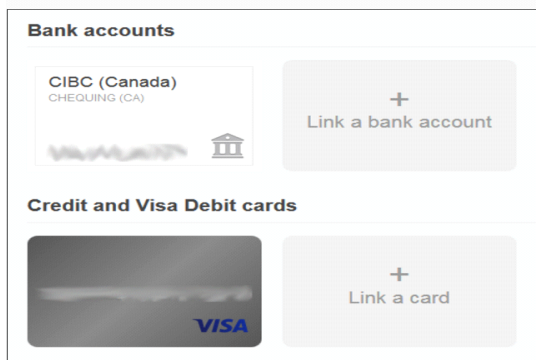 Bank accounts
CIBC (Canada)
CHEQUING (CA)
+
Link a bank account
Credit and Visa Debit cards
VISA
+
Link a card